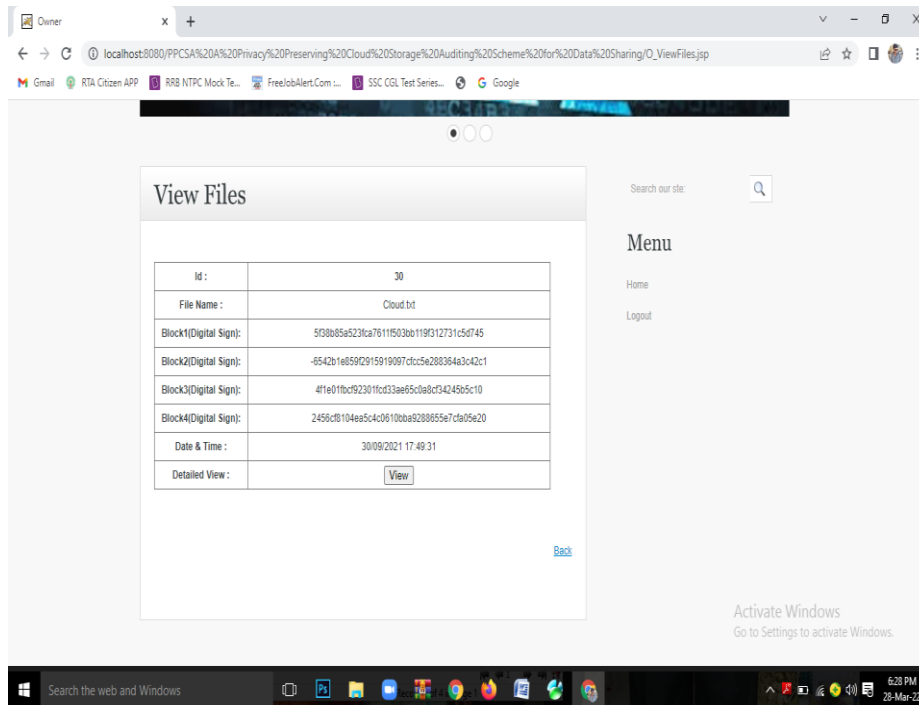 Owner
localhost:8080/PPCSA%20A%20Privacy%20Preserving%20Cloud%20Storage%20Auditing%20Scheme%20for%20Data%20Sharing/O_ViewFiles.jsp
Gmail RTA Citizen APP RRB NTPC Mock Te... FreeJobAlert.Com :... SSC CGL Test Series... Google
View Files
Search our site:
Menu
Home
Logout
Id : 30
File Name : Cloud.txt
Block1(Digital Sign): 5f38b85a523fca7611f503bb119f312731c5d745
Block2(Digital Sign): -6542b1e859f2915919097cfcc5e288364a3c42c1
Block3(Digital Sign): 4f1e01fbcf92301fcd33ae65c0a8cf34245b5c10
Block4(Digital Sign): 2456cf8104ea5c4c0610bba9288655e7cfa05e20
Date & Time : 30/09/2021 17:49:31
Detailed View : View
Back
Activate Windows
Go to Settings to activate Windows.
Search the web and Windows
Ps
6:28 PM
28-Mar-22